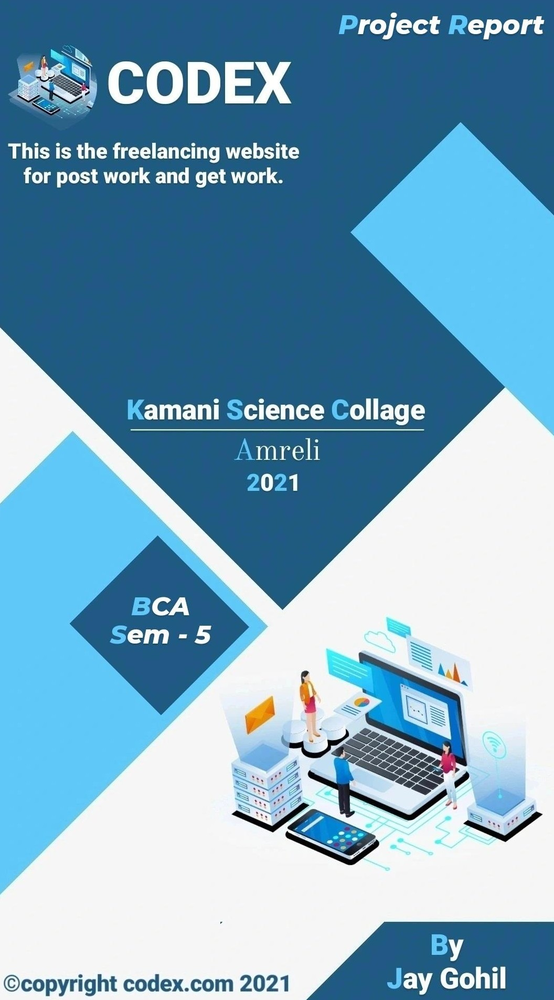 Project Report
CODEX
This is the freelancing website
for post work and get work.
Kamani Science Collage
Amreli
2021
BCA
Sem - 5
By
Jay Gohil
©copyright codex.com 2021